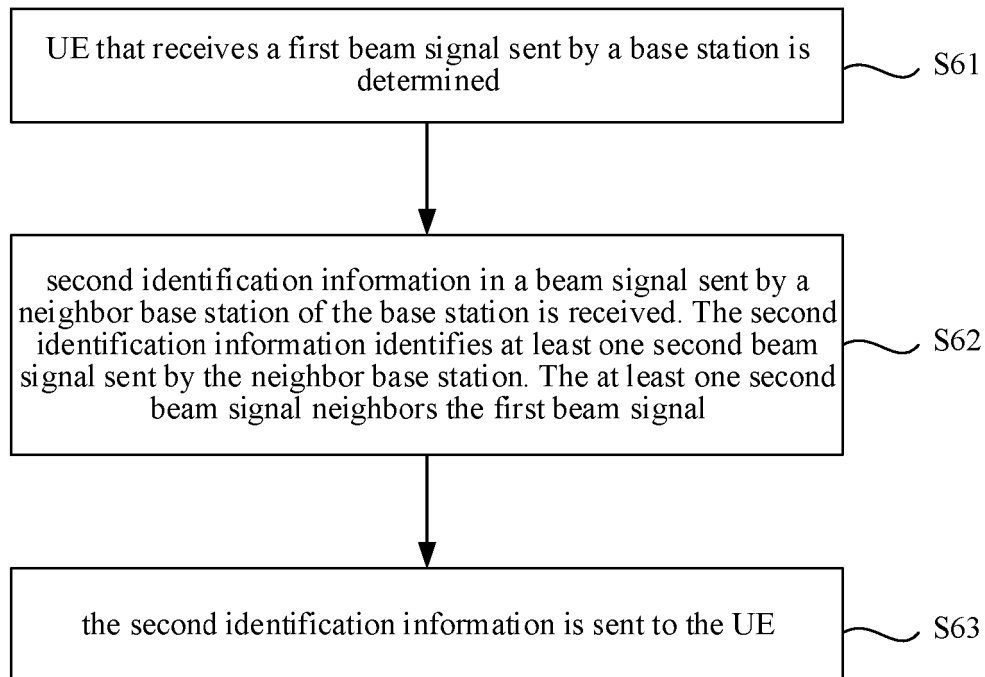 UE that receives a first beam signal sent by a base station is
determined
S61
second identification information in a beam signal sent by a
neighbor base station of the base station is received. The second
identification information identifies at least one second beam
signal sent by the neighbor base station. The at least one second
beam signal neighbors the first beam signal
S62
the second identification information is sent to the UE
S63